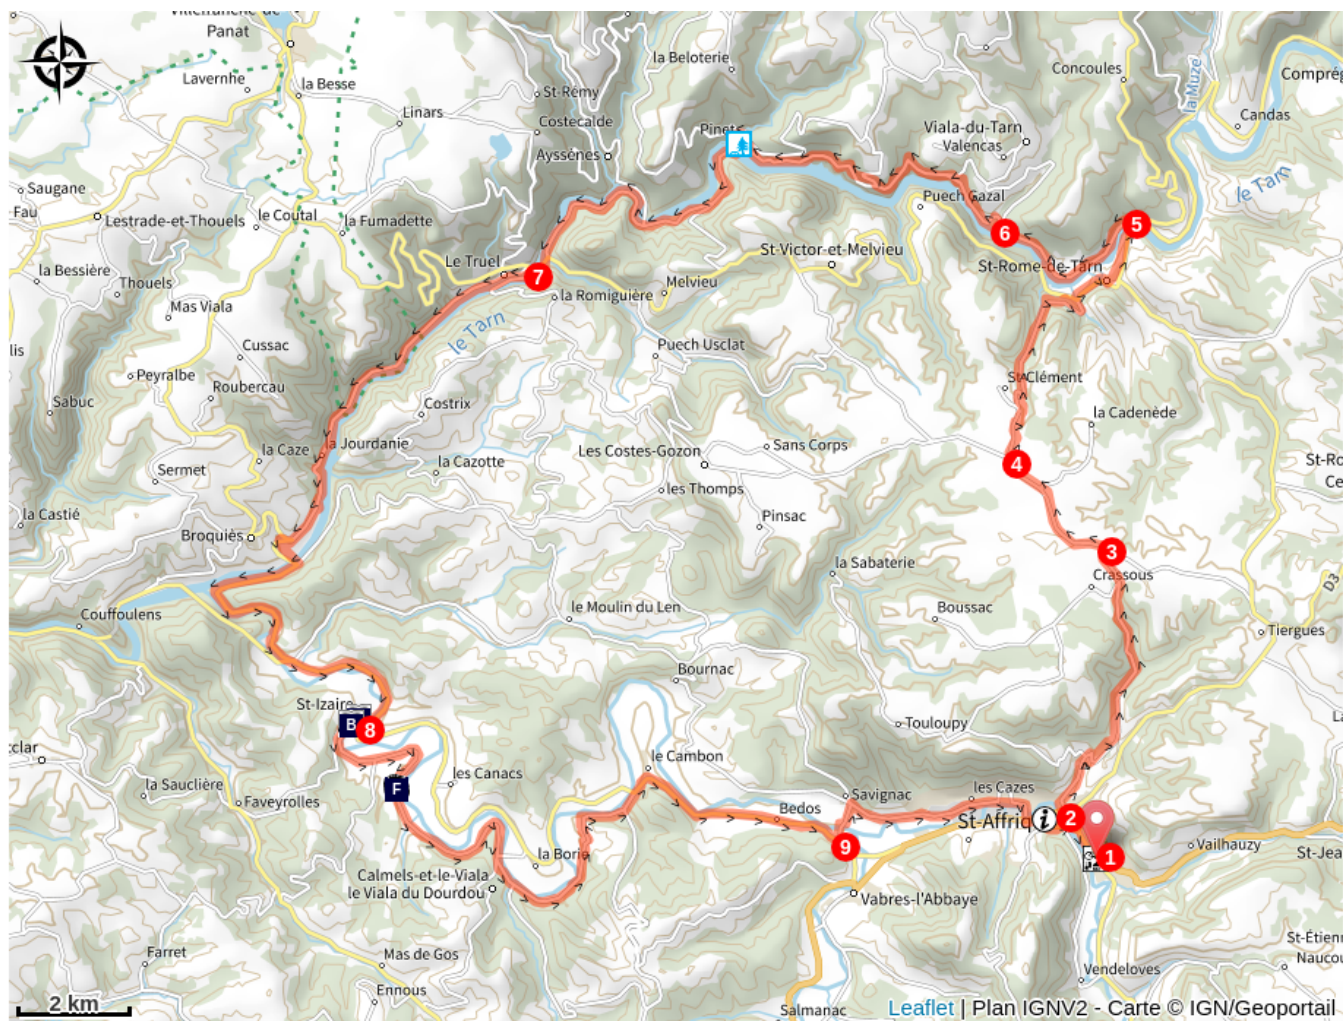 Panat
la Beloterie
Concoules
la Muze
Lavernhe
la Besse
St-Rémy
Candas
Linars
Costecalde
Pinet
Viala-du-Tarn
Ayssènes
Valencas
le Tarn
Saugane
Fau
Lestrade-et-Thouels
le Coutal
la Fumadette
Puech Gazal
5
6
St-Victor-et-Melvieu
Le Truel
St-Rome-de-Tarn
la Bessière
7
Thouels
Melvieu
la Romiguière
Mas Viala
le Tarn
Cussac
Puech Usclat
Peyralbe
Roubercau
St-Clément
Sabuc
Costrix
la Cadenède
la Jourdanie
Sans Corps
la Caze
Les Costes-Gozon
4
Sermet
la Cazotte
les Thomps
la Castié
Pinsac
Broquiès
3
la Sabaterie
Crassous
D3
Couffoulens
le Moulin du Len
Boussac
Tiergues
Bournac
St-Izaire
B
8
Touloupy
le Cambon
la Sauclière
les Canacs
F
Faveyrolles
les Cazes
Savignac
Bedos
St-Affriq
i
2
9
1
Vailhauzy
la Borie
Calmels-et-le-Viala
le Viala du Dourdou
Vabres-l'Abbaye
Farret
Mas de Gos
Vendeloves
Ennous
2 km
Salmanac
Leaflet | Plan IGNV2 - Carte © IGN/Geoportail